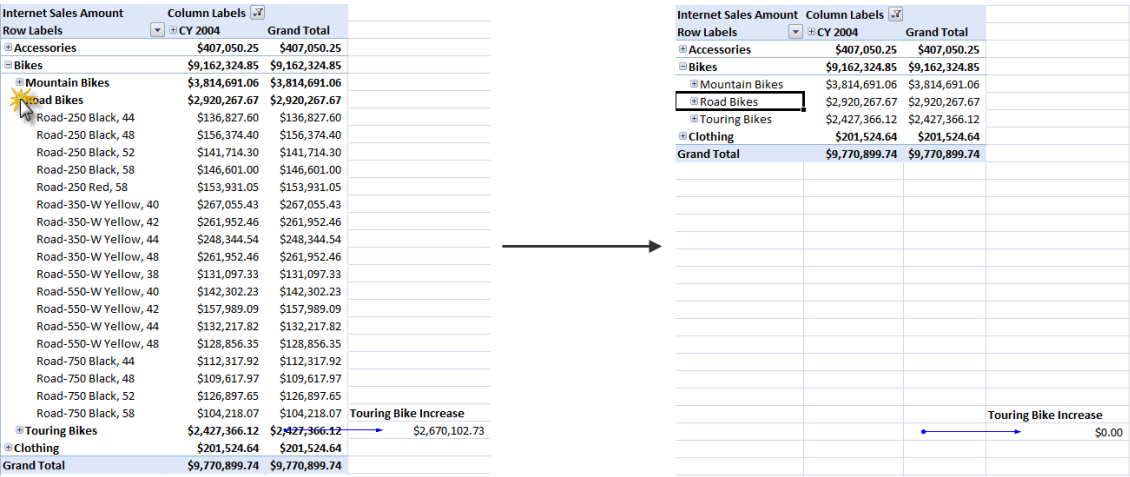 Internet Sales Amount Column Labels
Row Labels CY 2004 Grand Total
Accessories $407,050.25 $407,050.25
Bikes $9,162,324.85 $9,162,324.85
Mountain Bikes $3,814,691.06 $3,814,691.06
Road Bikes $2,920,267.67 $2,920,267.67
Road-250 Black, 44 $136,827.60 $136,827.60
Road-250 Black, 48 $156,374.40 $156,374.40
Road-250 Black, 52 $141,714.30 $141,714.30
Road-250 Black, 58 $146,601.00 $146,601.00
Road-250 Red, 58 $153,931.05 $153,931.05
Road-350-W Yellow, 40 $267,055.43 $267,055.43
Road-350-W Yellow, 42 $261,952.46 $261,952.46
Road-350-W Yellow, 44 $248,344.54 $248,344.54
Road-350-W Yellow, 48 $261,952.46 $261,952.46
Road-550-W Yellow, 38 $131,097.33 $131,097.33
Road-550-W Yellow, 40 $142,302.23 $142,302.23
Road-550-W Yellow, 42 $157,989.09 $157,989.09
Road-550-W Yellow, 44 $132,217.82 $132,217.82
Road-550-W Yellow, 48 $128,856.35 $128,856.35
Road-750 Black, 44 $112,317.92 $112,317.92
Road-750 Black, 48 $109,617.97 $109,617.97
Road-750 Black, 52 $126,897.65 $126,897.65
Road-750 Black, 58 $104,218.07 $104,218.07 Touring Bike Increase
Touring Bikes $2,427,366.12 $2,427,366.12 $2,670,102.73
Clothing $201,524.64 $201,524.64
Grand Total $9,770,899.74 $9,770,899.74
Internet Sales Amount Column Labels
Row Labels CY 2004 Grand Total
Accessories $407,050.25 $407,050.25
Bikes $9,162,324.85 $9,162,324.85
Mountain Bikes $3,814,691.06 $3,814,691.06
Road Bikes $2,920,267.67 $2,920,267.67
Touring Bikes $2,427,366.12 $2,427,366.12
Clothing $201,524.64 $201,524.64
Grand Total $9,770,899.74 $9,770,899.74
Touring Bike Increase
$0.00